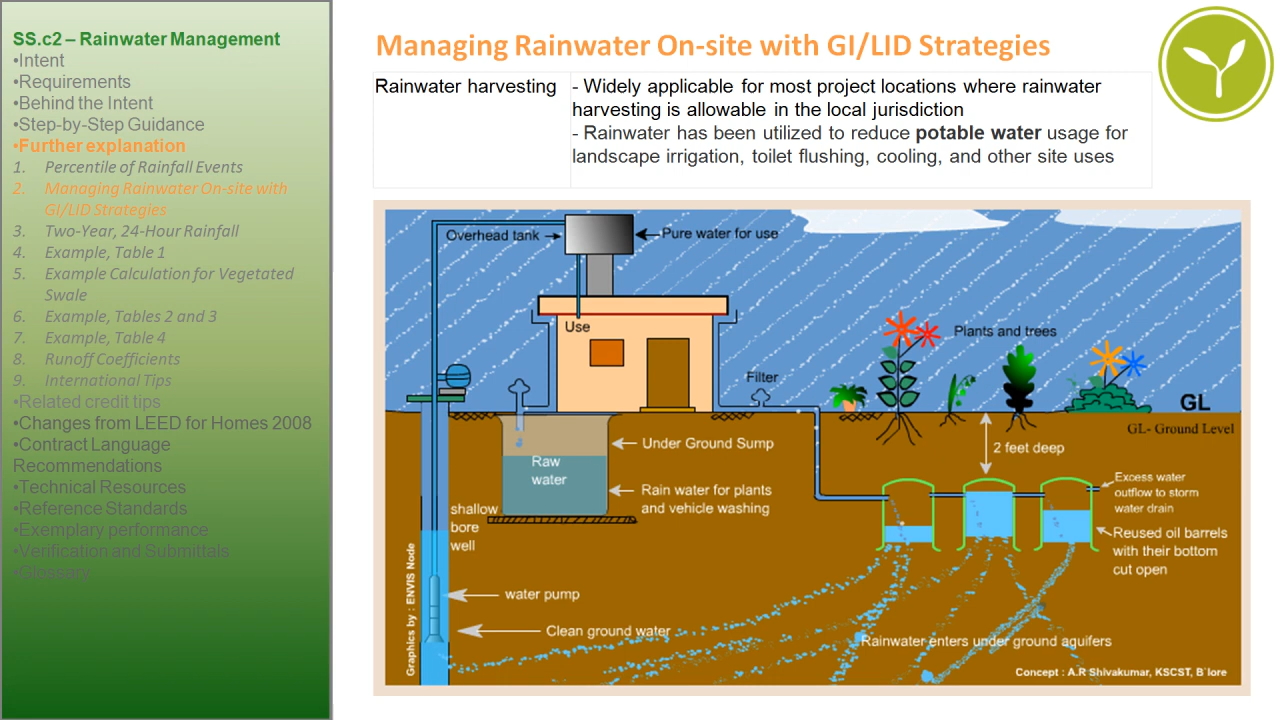 SS.c2 – Rainwater Management
•Intent
•Requirements
•Behind the Intent
•Step-by-Step Guidance
•Further explanation
1. Percentile of Rainfall Events
2. Managing Rainwater On-site with
GI/LID Strategies
3. Two-Year, 24-Hour Rainfall
4. Example, Table 1
5. Example Calculation for Vegetated
Swale
6. Example, Tables 2 and 3
7. Example, Table 4
8. Runoff Coefficients
9. International Tips
•Related credit tips
•Changes from LEED for Homes 2008
•Contract Language
Recommendations
•Technical Resources
•Reference Standards
•Exemplary performance
•Verification and Submittals
•Glossary
Managing Rainwater On-site with GI/LID Strategies
Rainwater harvesting
- Widely applicable for most project locations where rainwater
harvesting is allowable in the local jurisdiction
- Rainwater has been utilized to reduce potable water usage for
landscape irrigation, toilet flushing, cooling, and other site uses
Overhead tank
Pure water for use
Use
Plants and trees
Filter
GL
GL- Ground Level
Under Ground Sump
2 feet deep
Raw
water
Rain water for plants
and vehicle washing
Excess water
outflow to storm
water drain
shallow
bore
well
Reused oil barrels
with their bottom
cut open
Graphics by : ENVIS Node
water pump
Clean ground water
Rainwater enters under ground aquifers
Concept : A.R Shivakumar, KSCST, B`lore